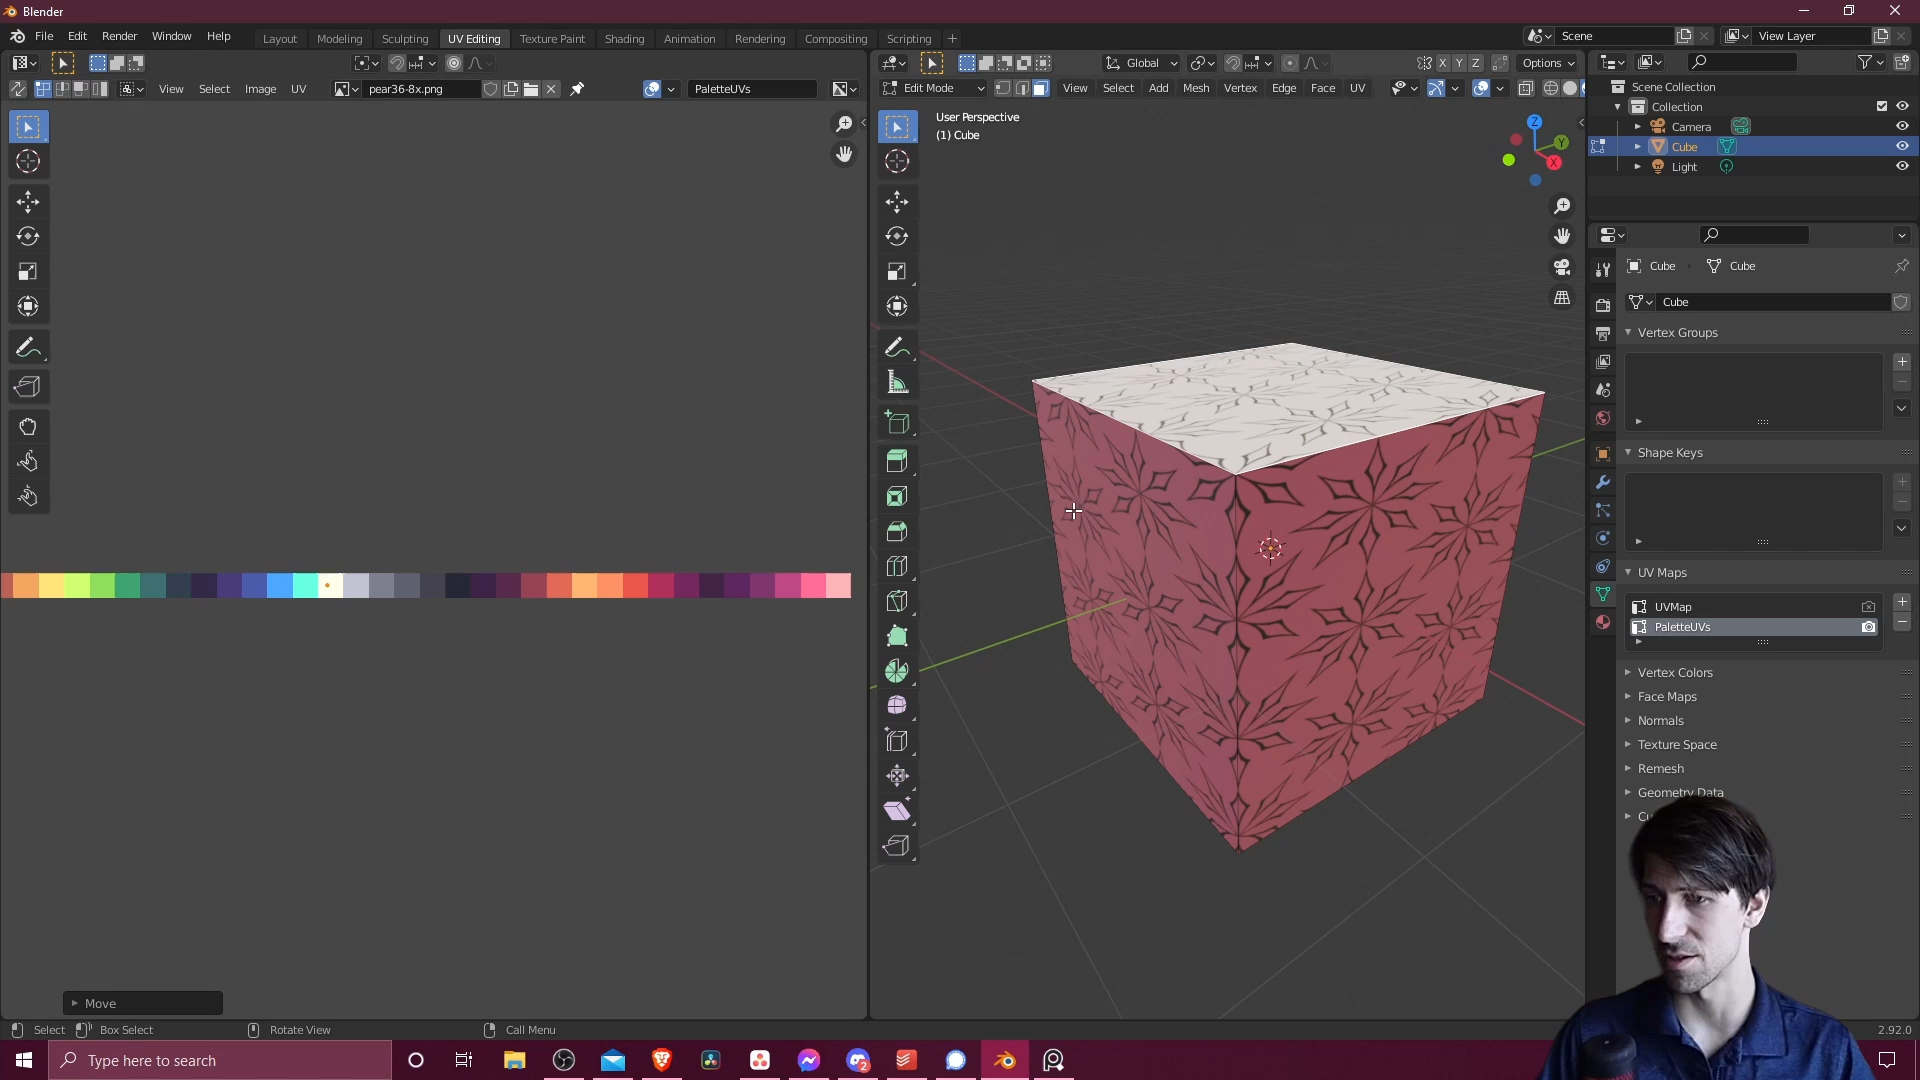 Blender
File Edit Render Window Help
Layout Modeling Sculpting UV Editing Texture Paint Shading Animation Rendering Compositing Scripting
Scene
View Layer
Global
X Y Z
Options
View Select Image UV
pear36-8x.png
PaletteUVs
Edit Mode
View Select Add Mesh Vertex Edge Face UV
User Perspective
(1) Cube
Z
Y
X
Scene Collection
Collection
Camera
Cube
Light
Cube Cube
Cube
Vertex Groups
Shape Keys
UV Maps
UVMap
PaletteUVs
Vertex Colors
Face Maps
Normals
Texture Space
Remesh
Geometry Data
Move
Select Box Select Rotate View Call Menu
2.92.0
Type here to search
2